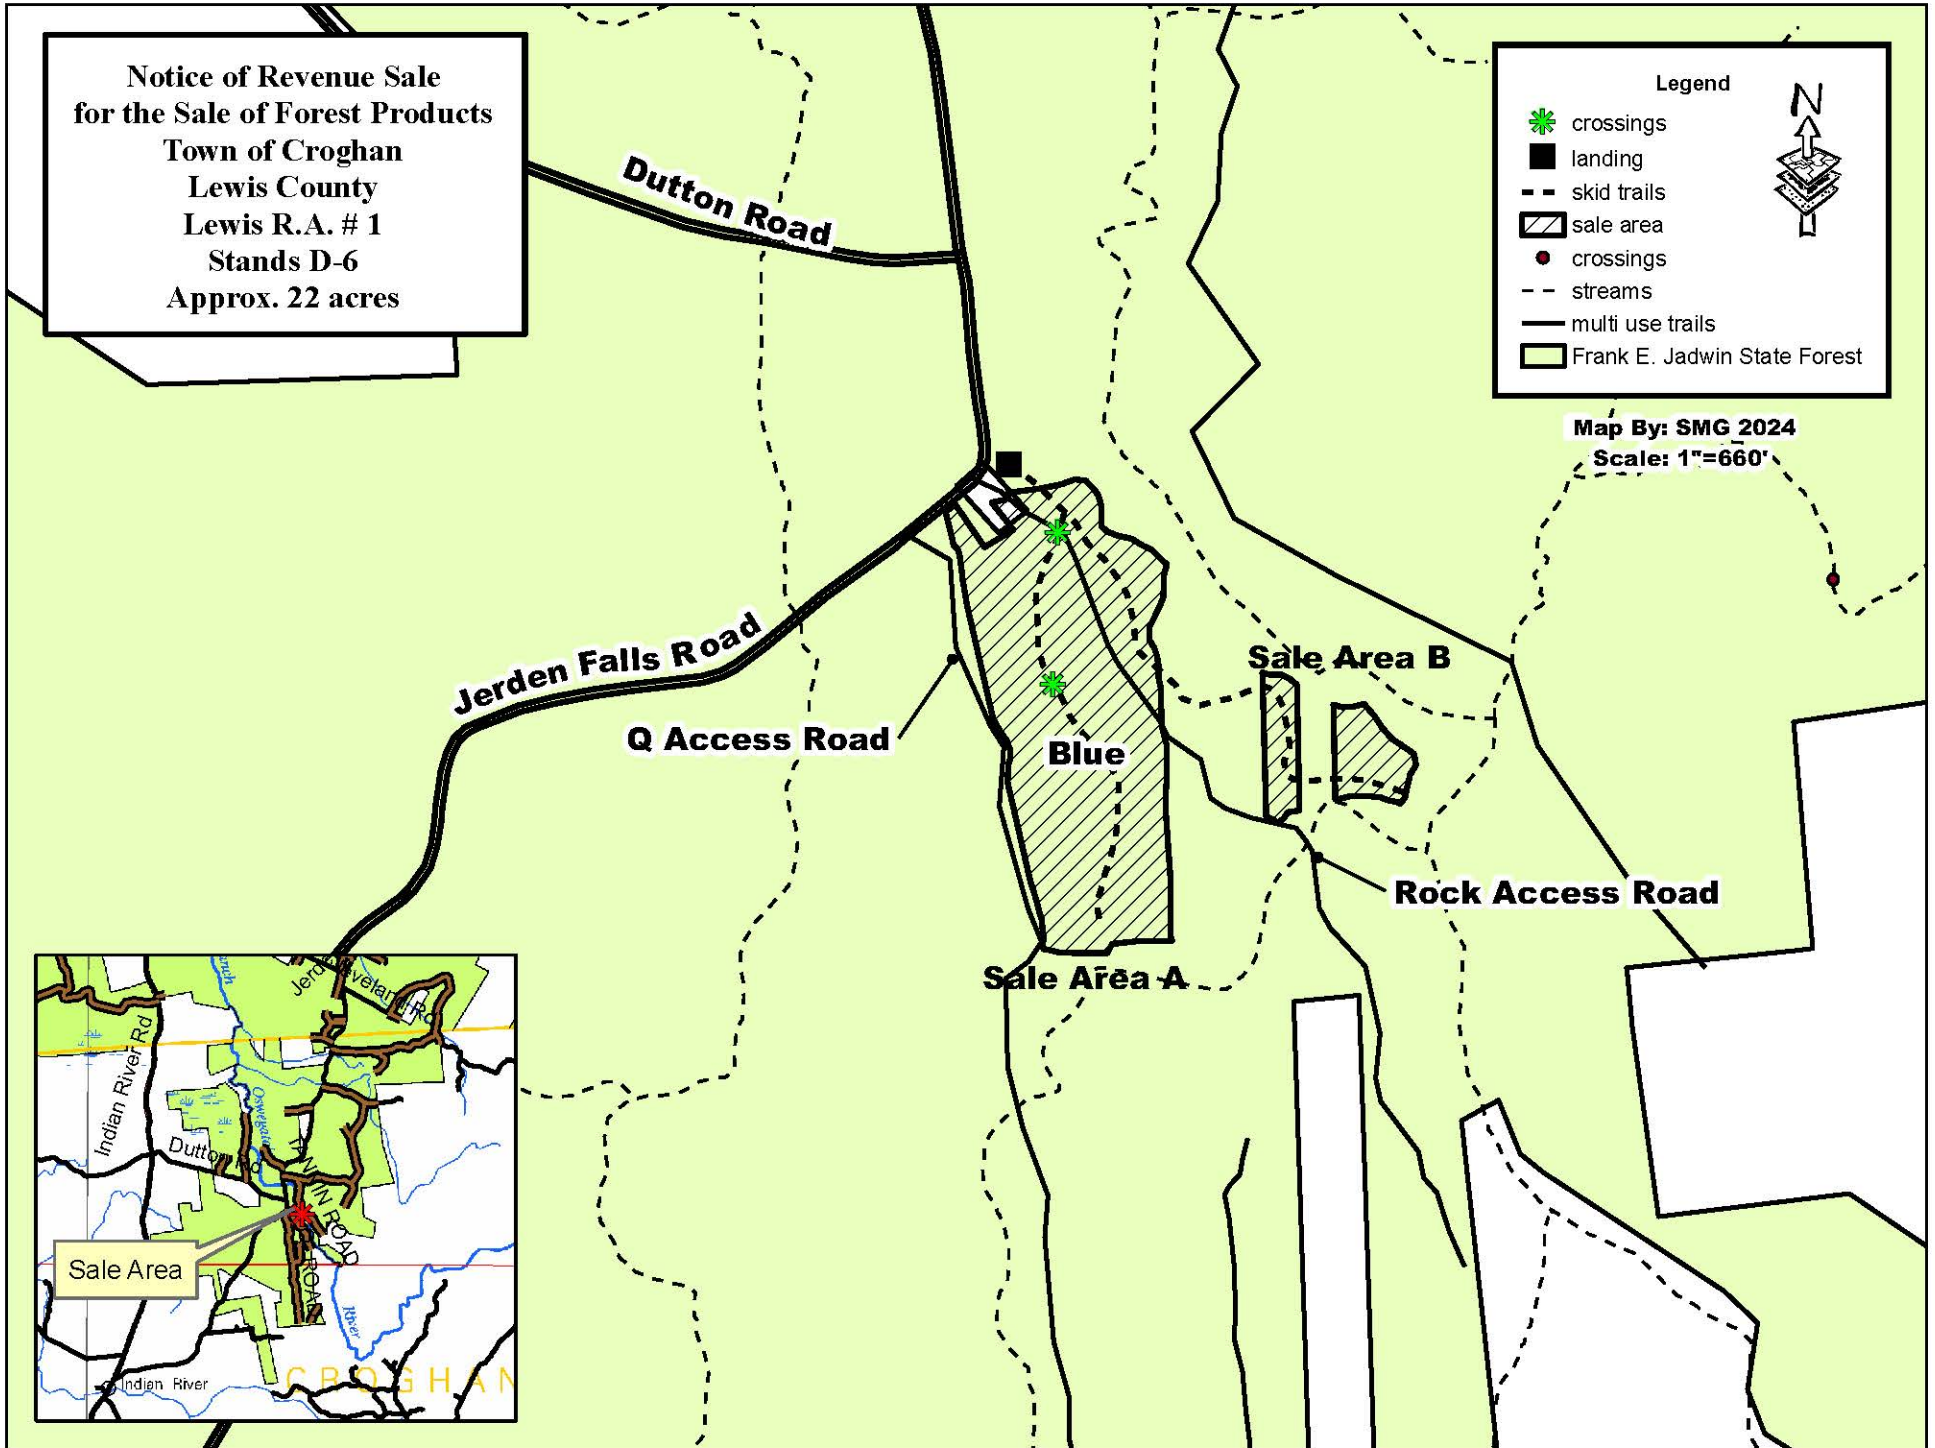 Notice of Revenue Sale
for the Sale of Forest Products
Town of Croghan
Lewis County
Lewis R.A. # 1
Stands D-6
Approx. 22 acres
Legend
N
crossings
landing
skid trails
sale area
crossings
streams
multi use trails
Frank E. Jadwin State Forest
Map By: SMG 2024
Scale: 1"=660'
Dutton Road
Jerden Falls Road
Sale Area B
Q Access Road
Blue
Rock Access Road
Sale Area A
Indian River Rd
Dutton Rd
ROAD
ROAD
Sale Area
River
Indian River
CROGHAN